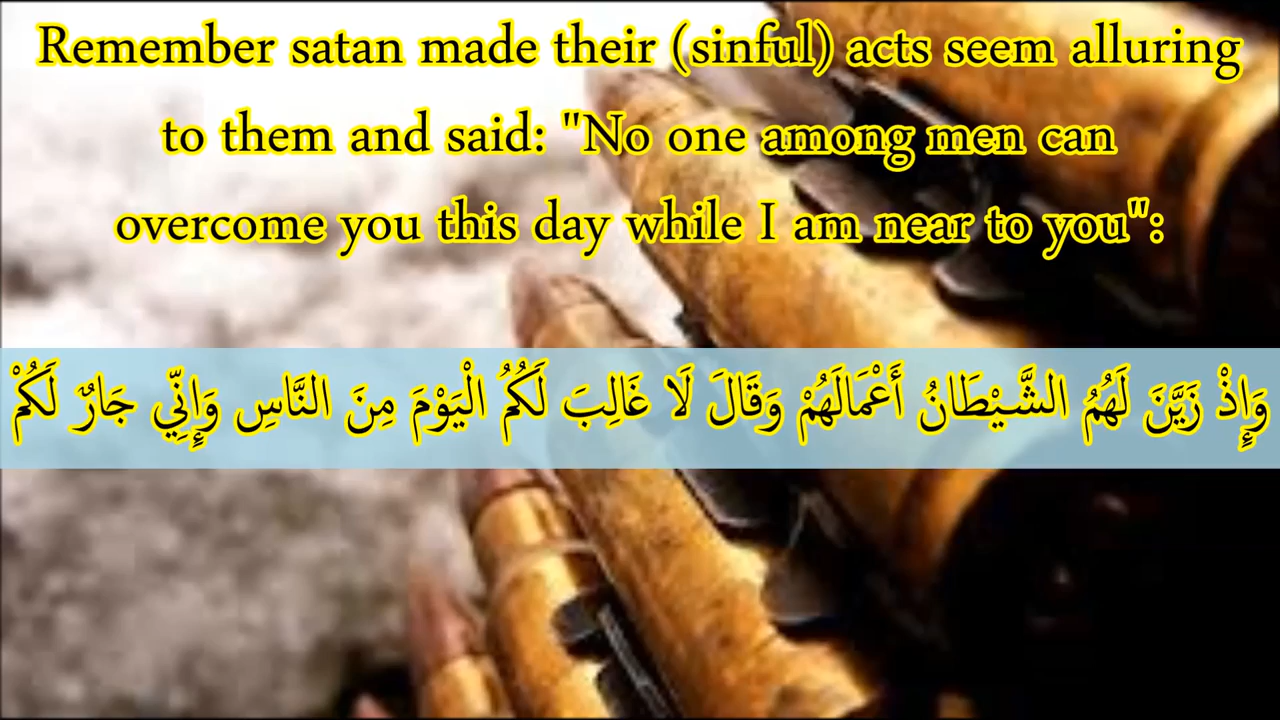 Remember satan made their (sinful) acts seem alluring
to them and said: "No one among men can
overcome you this day while I am near to you":
وَإِذْ زَيَّنَ لَهُمُ الشَّيْطَانُ أَعْمَالَهُمْ وَقَالَ لَا غَالِبَ لَكُمُ الْيَوْمَ مِنَ النَّاسِ وَإِنِّي جَارٌ لَكُمْ